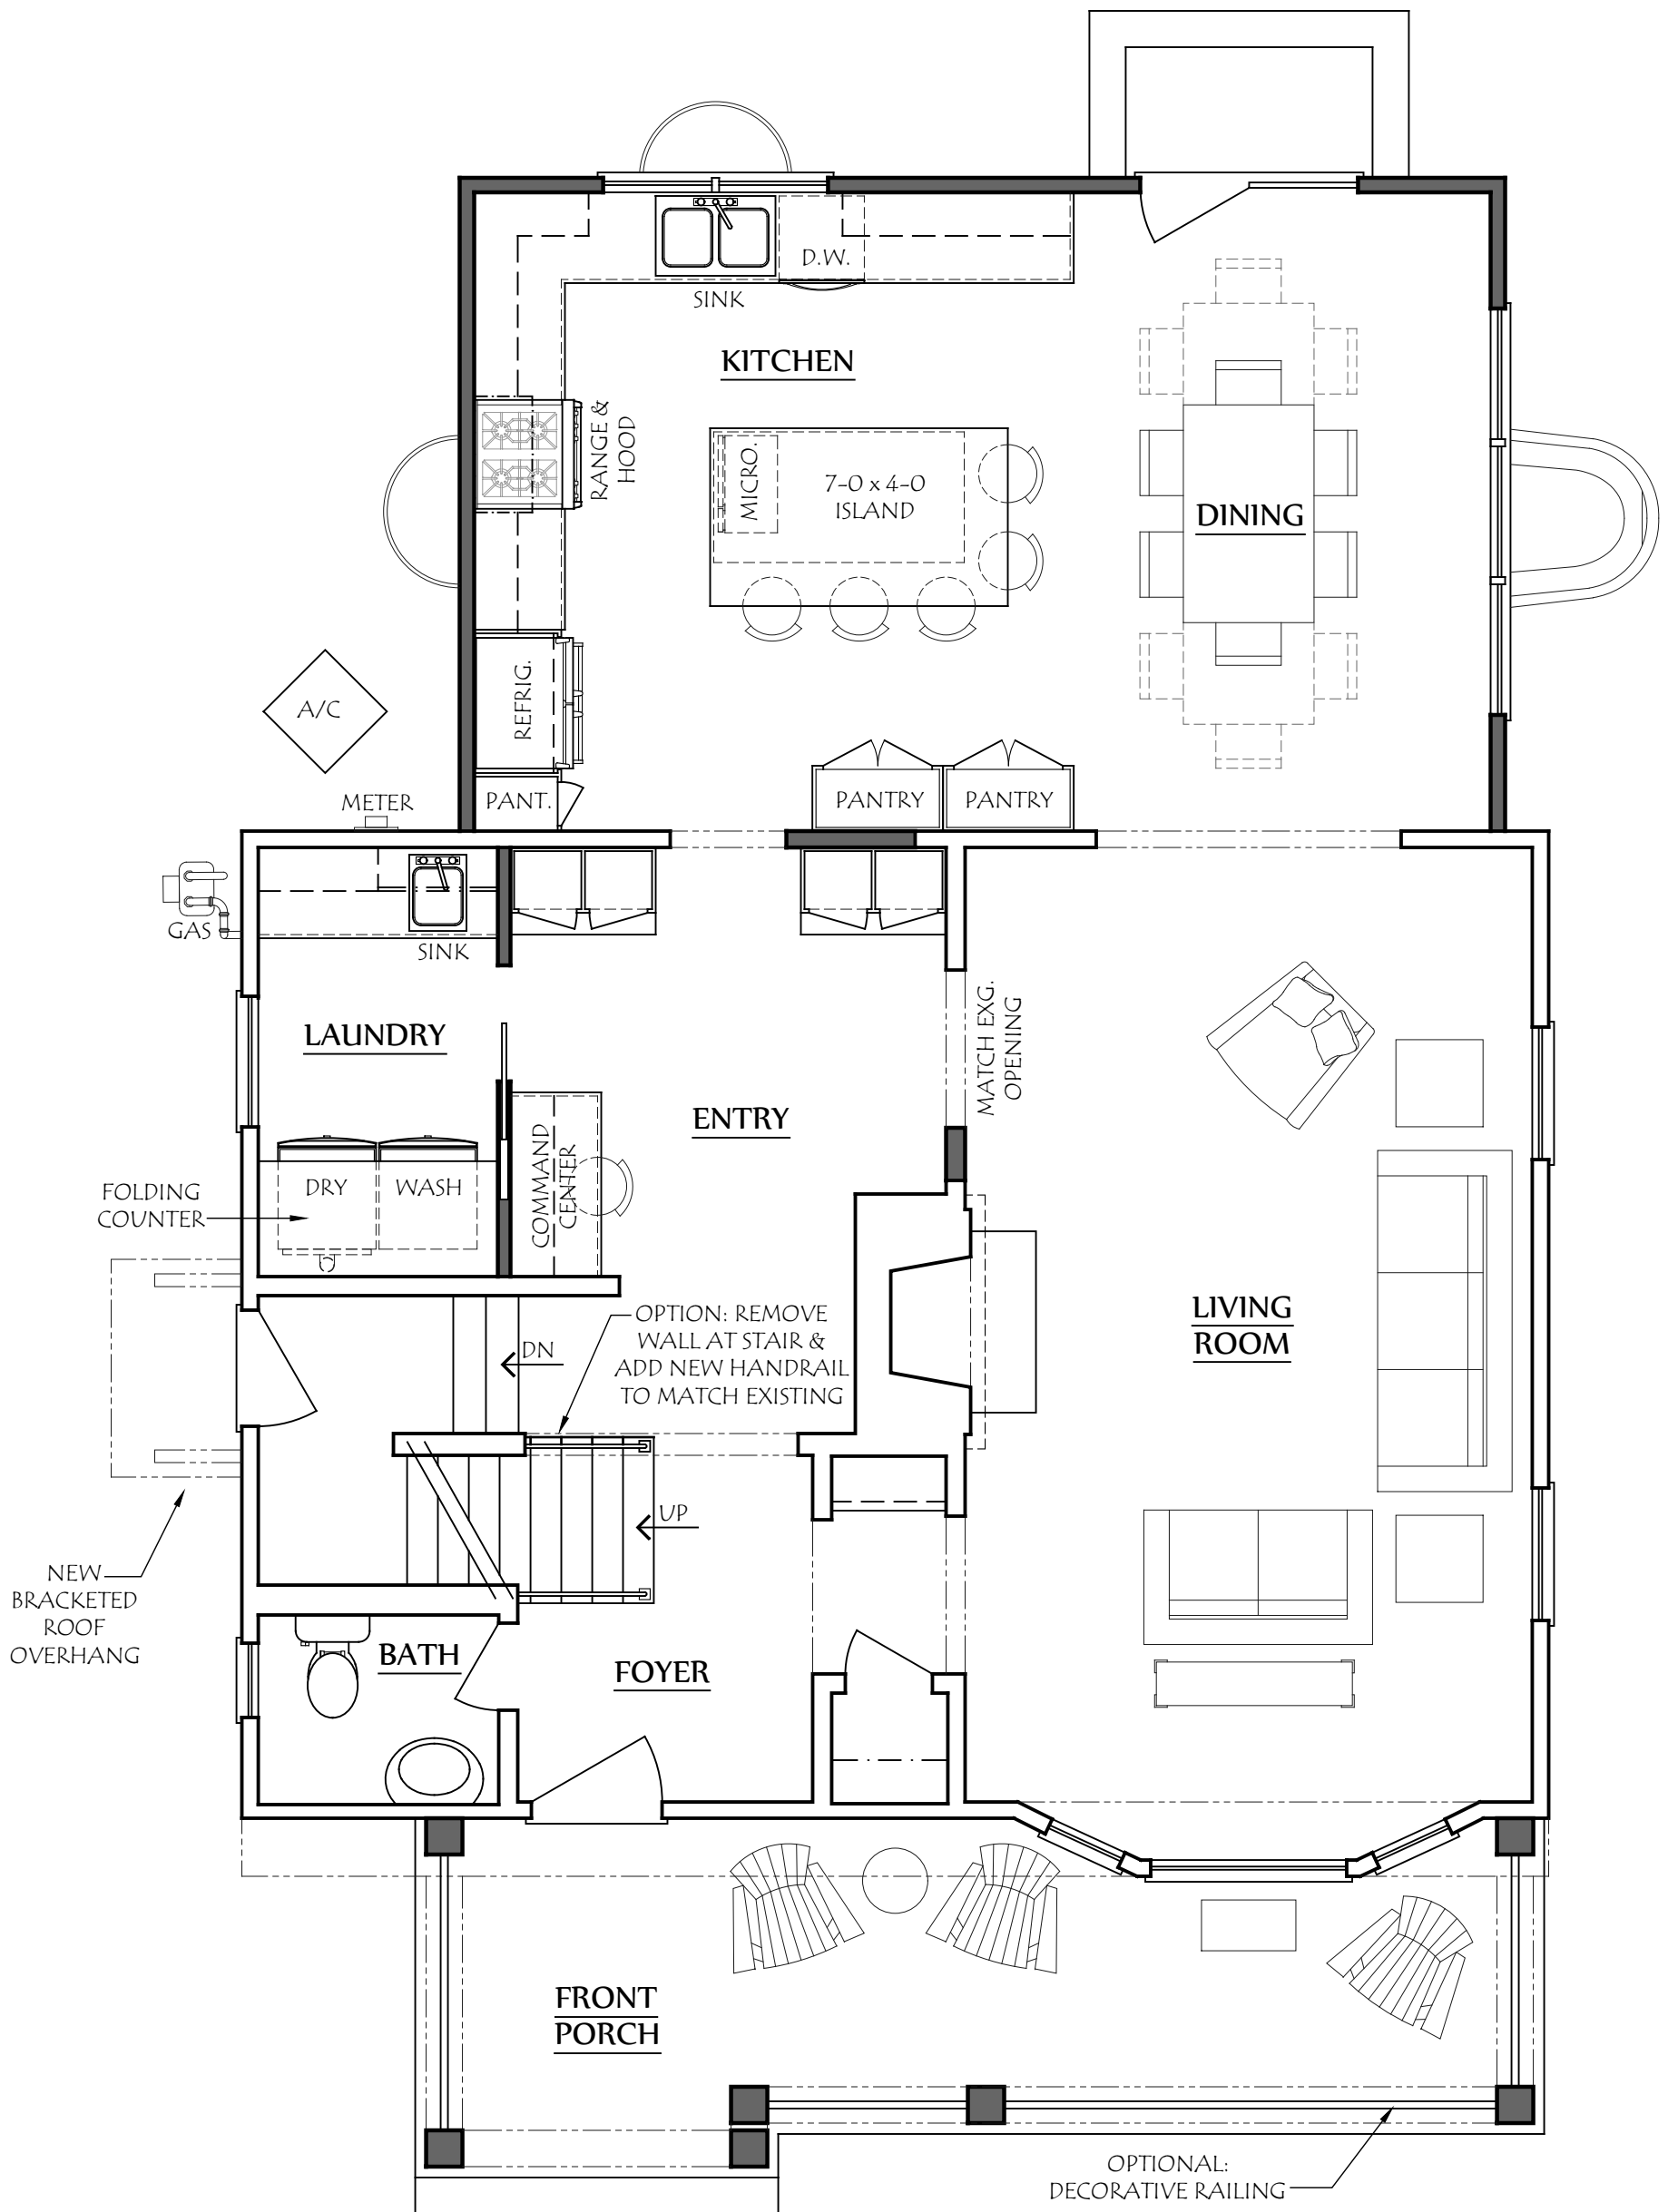 D.W.
SINK
KITCHEN
RANGE &
HOOD
MICRO.
7-0 x 4-0
ISLAND
DINING
REFRIG.
A/C
PANT.
PANTRY
PANTRY
METER
GAS
SINK
LAUNDRY
MATCH EXG.
OPENING
ENTRY
DRY
WASH
COMMAND
CENTER
FOLDING
COUNTER
OPTION: REMOVE
WALL AT STAIR &
ADD NEW HANDRAIL
TO MATCH EXISTING
DN
LIVING
ROOM
UP
NEW
BRACKETED
ROOF
OVERHANG
BATH
FOYER
FRONT
PORCH
OPTIONAL:
DECORATIVE RAILING